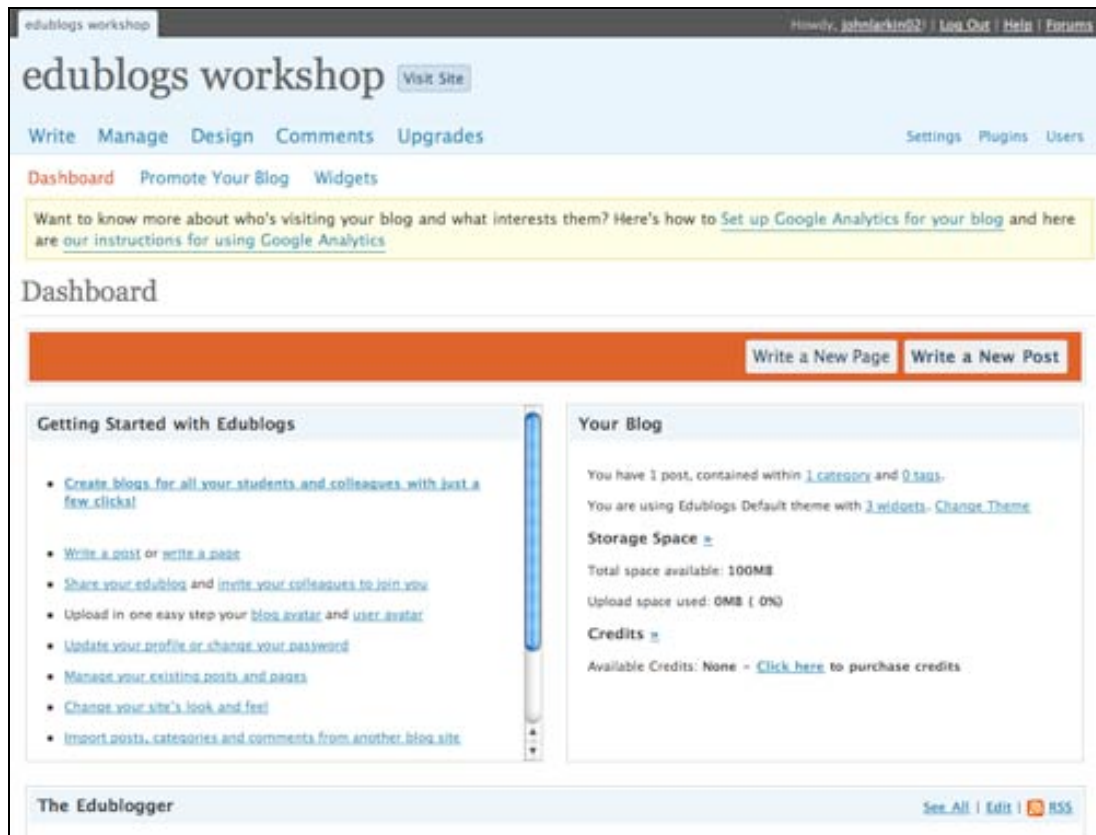 edublogs workshop
Howdy, johnlarkin02! | Log Out | Help | Forums
edublogs workshop Visit Site
Write Manage Design Comments Upgrades Settings Plugins Users
Dashboard Promote Your Blog Widgets
Want to know more about who's visiting your blog and what interests them? Here's how to Set up Google Analytics for your blog and here
are our instructions for using Google Analytics
Dashboard
Write a New Page Write a New Post
Getting Started with Edublogs
Create blogs for all your students and colleagues with just a
few clicks!
Write a post or write a page
Share your edublog and invite your colleagues to join you
Upload in one easy step your blog avatar and user avatar
Update your profile or change your password
Manage your existing posts and pages
Change your site's look and feel
Import posts, categories and comments from another blog site
Your Blog
You have 1 post, contained within 1 category and 0 tags.
You are using Edublogs Default theme with 3 widgets. Change Theme
Storage Space »
Total space available: 100MB
Upload space used: 0MB ( 0%)
Credits »
Available Credits: None – Click here to purchase credits
The Edublogger
See All | Edit | RSS